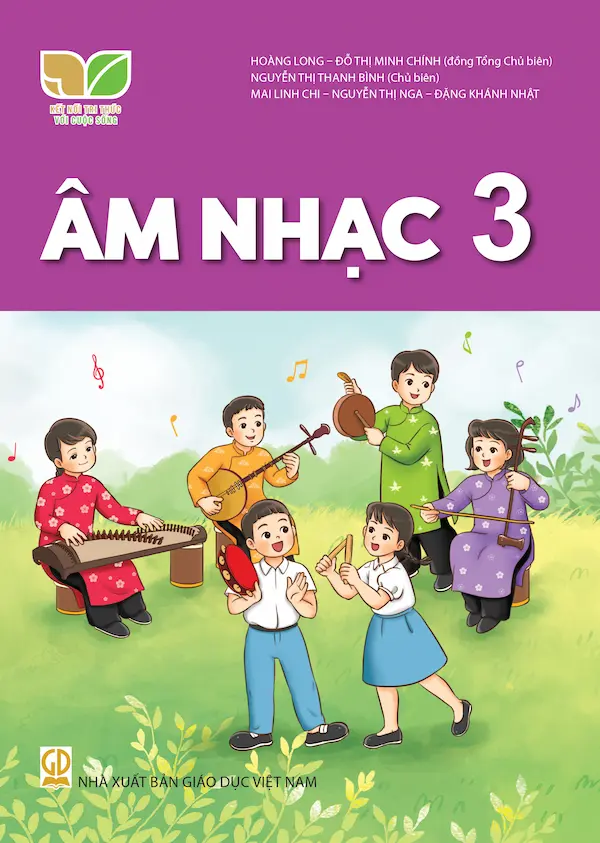 HOÀNG LONG – ĐỖ THỊ MINH CHÍNH (đồng Tổng Chủ biên)
NGUYỄN THỊ THANH BÌNH (Chủ biên)
MAI LINH CHI – NGUYỄN THỊ NGA – ĐẶNG KHÁNH NHẬT
KẾT NỐI TRI THỨC
VỚI CUỘC SỐNG
ÂM NHẠC 3
GD
NHÀ XUẤT BẢN GIÁO DỤC VIỆT NAM